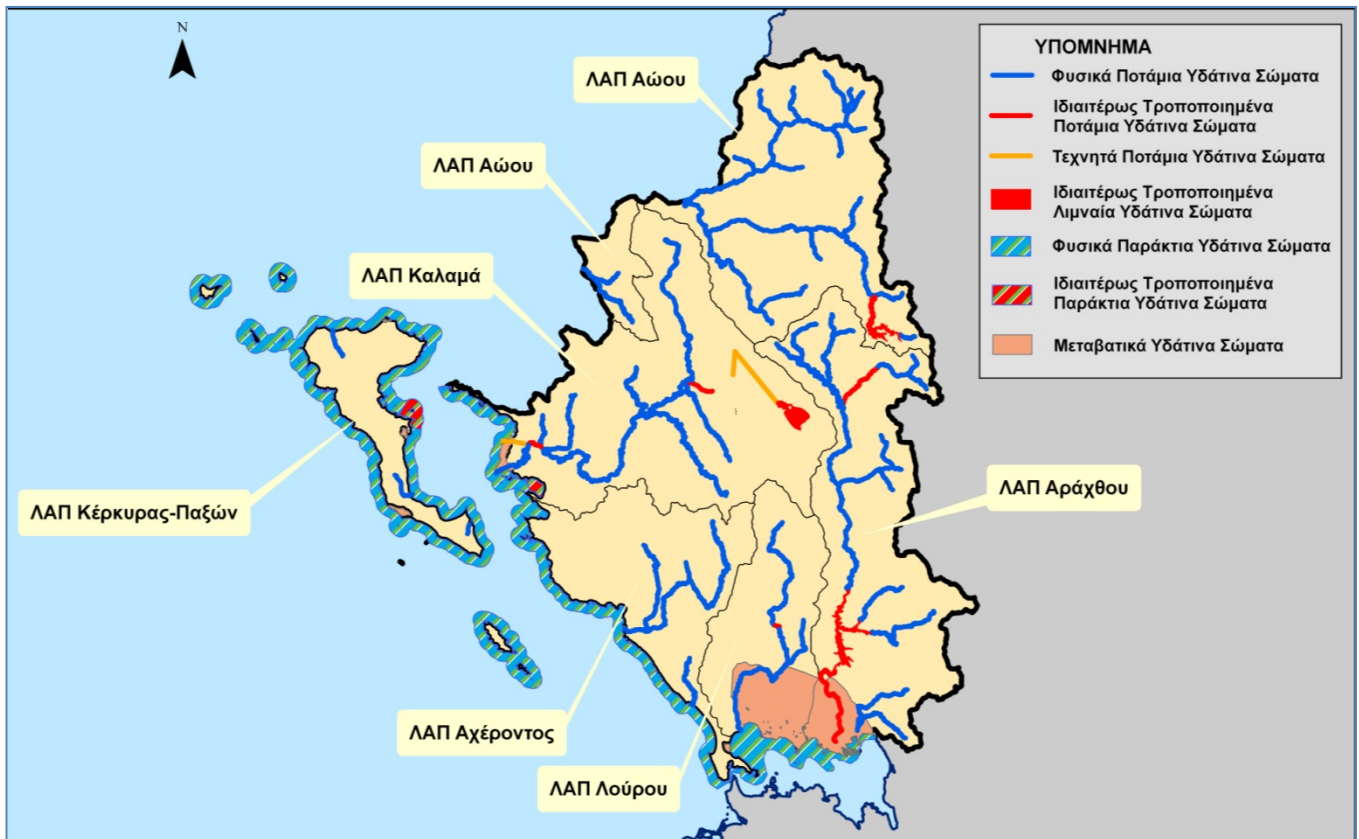 N
ΛΑΠ Αώου
ΛΑΠ Αώου
ΛΑΠ Καλαμά
ΛΑΠ Κέρκυρας-Παξών
ΛΑΠ Αράχθου
ΛΑΠ Αχέροντος
ΛΑΠ Λούρου
ΥΠΟΜΝΗΜΑ
Φυσικά Ποτάμια Υδάτινα Σώματα
Ιδιαιτέρως Τροποποιημένα
Ποτάμια Υδάτινα Σώματα
Τεχνητά Ποτάμια Υδάτινα Σώματα
Ιδιαιτέρως Τροποποιημένα
Λιμναία Υδάτινα Σώματα
Φυσικά Παράκτια Υδάτινα Σώματα
Ιδιαιτέρως Τροποποιημένα
Παράκτια Υδάτινα Σώματα
Μεταβατικά Υδάτινα Σώματα